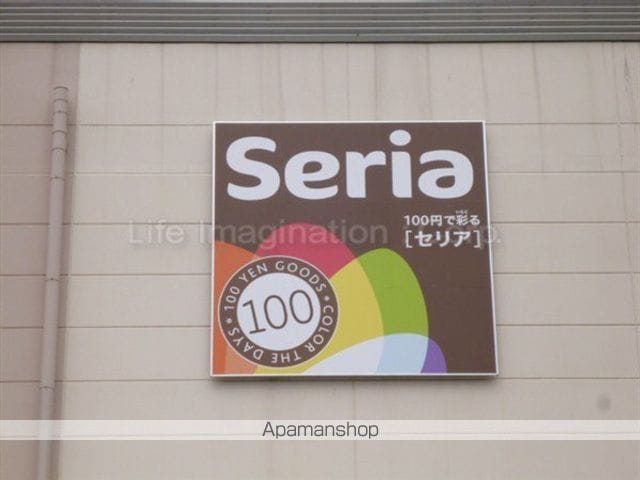 Seria
100円で彩る
[セリア]
Life Imagination
100 YEN GOODS * COLOR THE DAYS *
100
Apamanshop